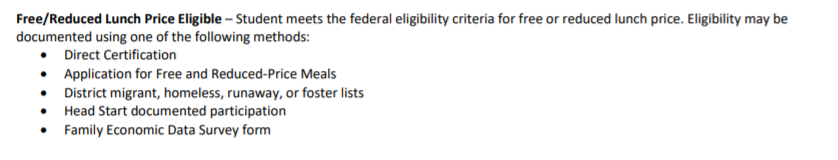 Free/Reduced Lunch Price Eligible – Student meets the federal eligibility criteria for free or reduced lunch price. Eligibility may be
documented using one of the following methods:
• Direct Certification
• Application for Free and Reduced-Price Meals
• District migrant, homeless, runaway, or foster lists
• Head Start documented participation
• Family Economic Data Survey form